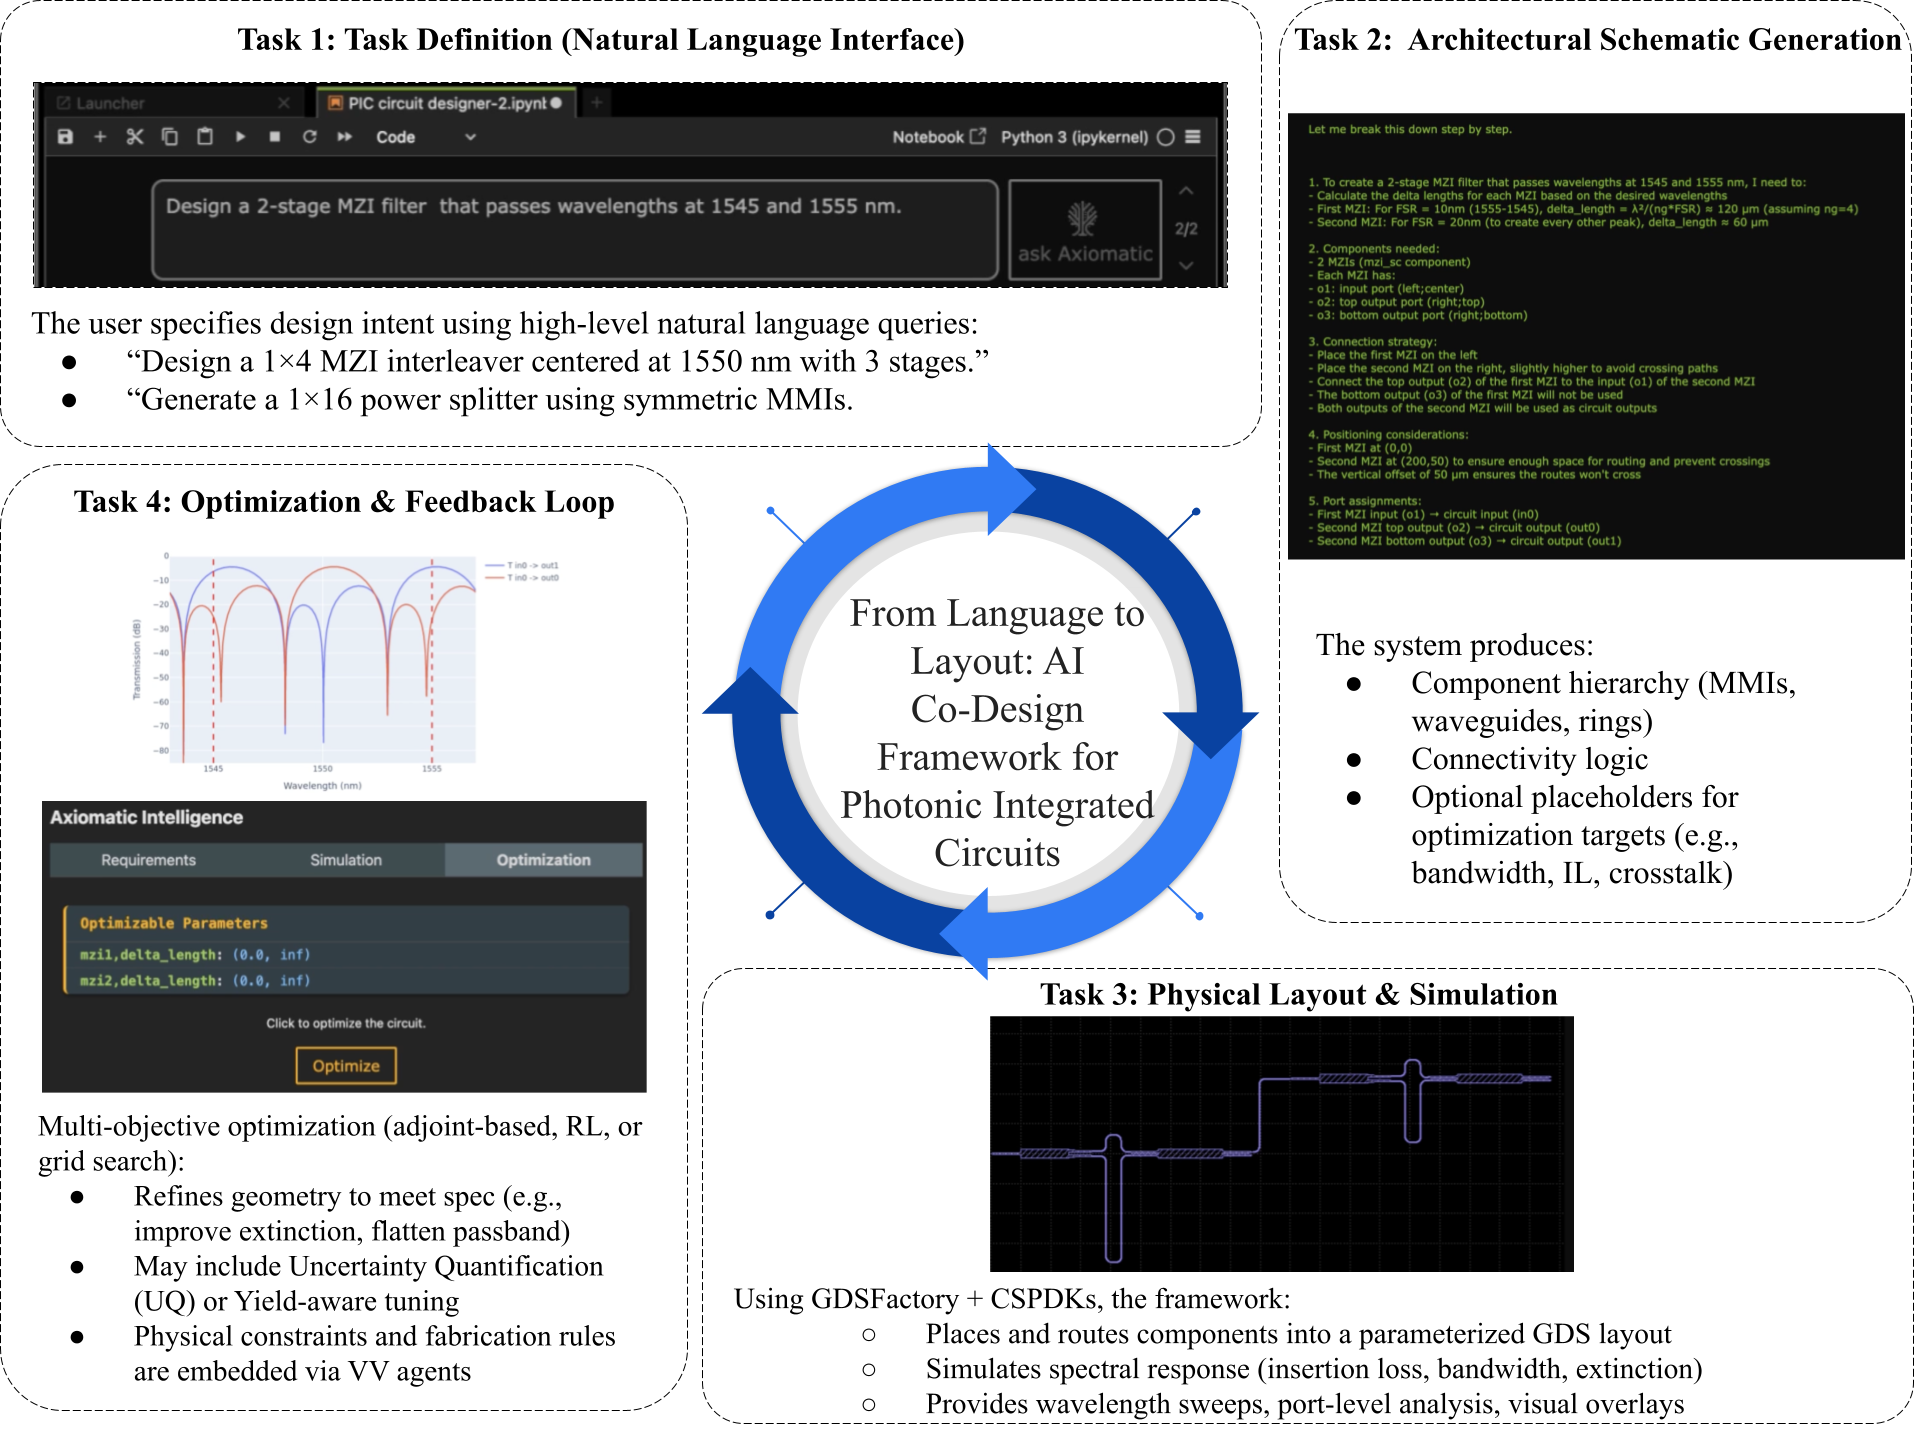 Task 1: Task Definition (Natural Language Interface)
Launcher
PIC circuit designer-2.ipynb
Code
Notebook
Python 3 (ipykernel)
Design a 2-stage MZI filter  that passes wavelengths at 1545 and 1555 nm.
ask Axiomatic
2/2
The user specifies design intent using high-level natural language queries:
● “Design a 1×4 MZI interleaver centered at 1550 nm with 3 stages.”
● “Generate a 1×16 power splitter using symmetric MMIs.
Task 2:  Architectural Schematic Generation
Let me break this down step by step.
1. To create a 2-stage MZI filter that passes wavelengths at 1545 and 1555 nm, I need to:
- Calculate the delta lengths for each MZI based on the desired wavelengths
- First MZI: For FSR = 10nm (1555-1545), delta_length = λ²/(ng*FSR) ≈ 120 μm (assuming ng=4)
- Second MZI: For FSR = 20nm (to create every other peak), delta_length ≈ 60 μm
2. Components needed:
- 2 MZIs (mzi_sc component)
- Each MZI has:
- o1: input port (left;center)
- o2: top output port (right;top)
- o3: bottom output port (right;bottom)
3. Connection strategy:
- Place the first MZI on the left
- Place the second MZI on the right, slightly higher to avoid crossing paths
- Connect the top output (o2) of the first MZI to the input (o1) of the second MZI
- The bottom output (o3) of the first MZI will not be used
- Both outputs of the second MZI will be used as circuit outputs
4. Positioning considerations:
- First MZI at (0,0)
- Second MZI at (200,50) to ensure enough space for routing and prevent crossings
- The vertical offset of 50 μm ensures the routes won't cross
5. Port assignments:
- First MZI input (o1) → circuit input (in0)
- Second MZI top output (o2) → circuit output (out0)
- Second MZI bottom output (o3) → circuit output (out1)
The system produces:
● Component hierarchy (MMIs,
waveguides, rings)
● Connectivity logic
● Optional placeholders for
optimization targets (e.g.,
bandwidth, IL, crosstalk)
From Language to
Layout: AI
Co-Design
Framework for
Photonic Integrated
Circuits
Task 3: Physical Layout & Simulation
Using GDSFactory + CSPDKs, the framework:
○ Places and routes components into a parameterized GDS layout
○ Simulates spectral response (insertion loss, bandwidth, extinction)
○ Provides wavelength sweeps, port-level analysis, visual overlays
Task 4: Optimization & Feedback Loop
Transmission (dB)
0
−10
−20
−30
−40
−50
−60
−70
−80
1545
1550
1555
Wavelength (nm)
T in0 -> out1
T in0 -> out0
Axiomatic Intelligence
Requirements
Simulation
Optimization
Optimizable Parameters
mzi1,delta_length: (0.0, inf)
mzi2,delta_length: (0.0, inf)
Click to optimize the circuit.
Optimize
Multi-objective optimization (adjoint-based, RL, or
grid search):
● Refines geometry to meet spec (e.g.,
improve extinction, flatten passband)
● May include Uncertainty Quantification
(UQ) or Yield-aware tuning
● Physical constraints and fabrication rules
are embedded via VV agents